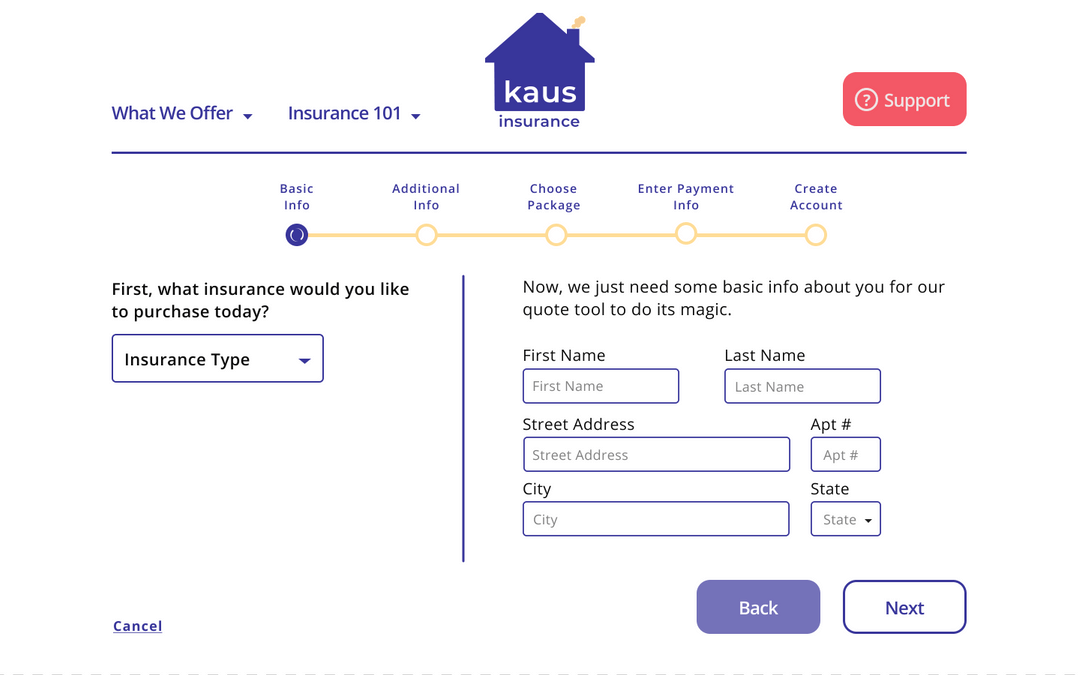 kaus
insurance
What We Offer
Insurance 101
? Support
Basic
Info
Additional
Info
Choose
Package
Enter Payment
Info
Create
Account
First, what insurance would you like
to purchase today?
Insurance Type
Now, we just need some basic info about you for our
quote tool to do its magic.
First Name
Last Name
First Name
Last Name
Street Address
Apt #
Street Address
Apt #
City
State
City
State
Back
Next
Cancel